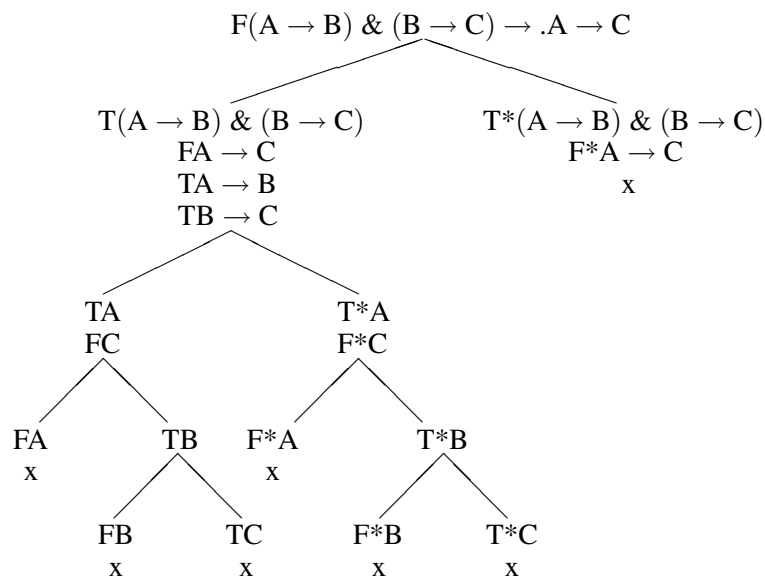 F(A → B) & (B → C) → .A → C
T(A → B) & (B → C) T*(A → B) & (B → C)
FA → C F*A → C
TA → B x
TB → C
TA T*A
FC F*C
FA TB F*A T*B
x x
FB TC F*B T*C
x x x x